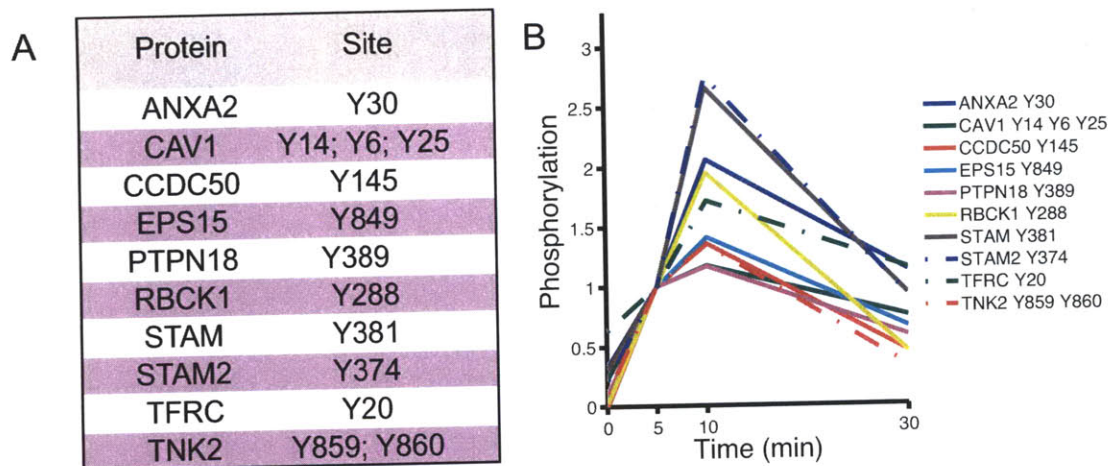 A
Protein Site
ANXA2 Y30
CAV1 Y14; Y6; Y25
CCDC50 Y145
EPS15 Y849
PTPN18 Y389
RBCK1 Y288
STAM Y381
STAM2 Y374
TFRC Y20
TNK2 Y859; Y860
B
Phosphorylation
3
2.5
2
1.5
1
0.5
0
0 5 10 30
Time (min)
ANXA2 Y30
CAV1 Y14 Y6 Y25
CCDC50 Y145
EPS15 Y849
PTPN18 Y389
RBCK1 Y288
STAM Y381
STAM2 Y374
TFRC Y20
TNK2 Y859 Y860